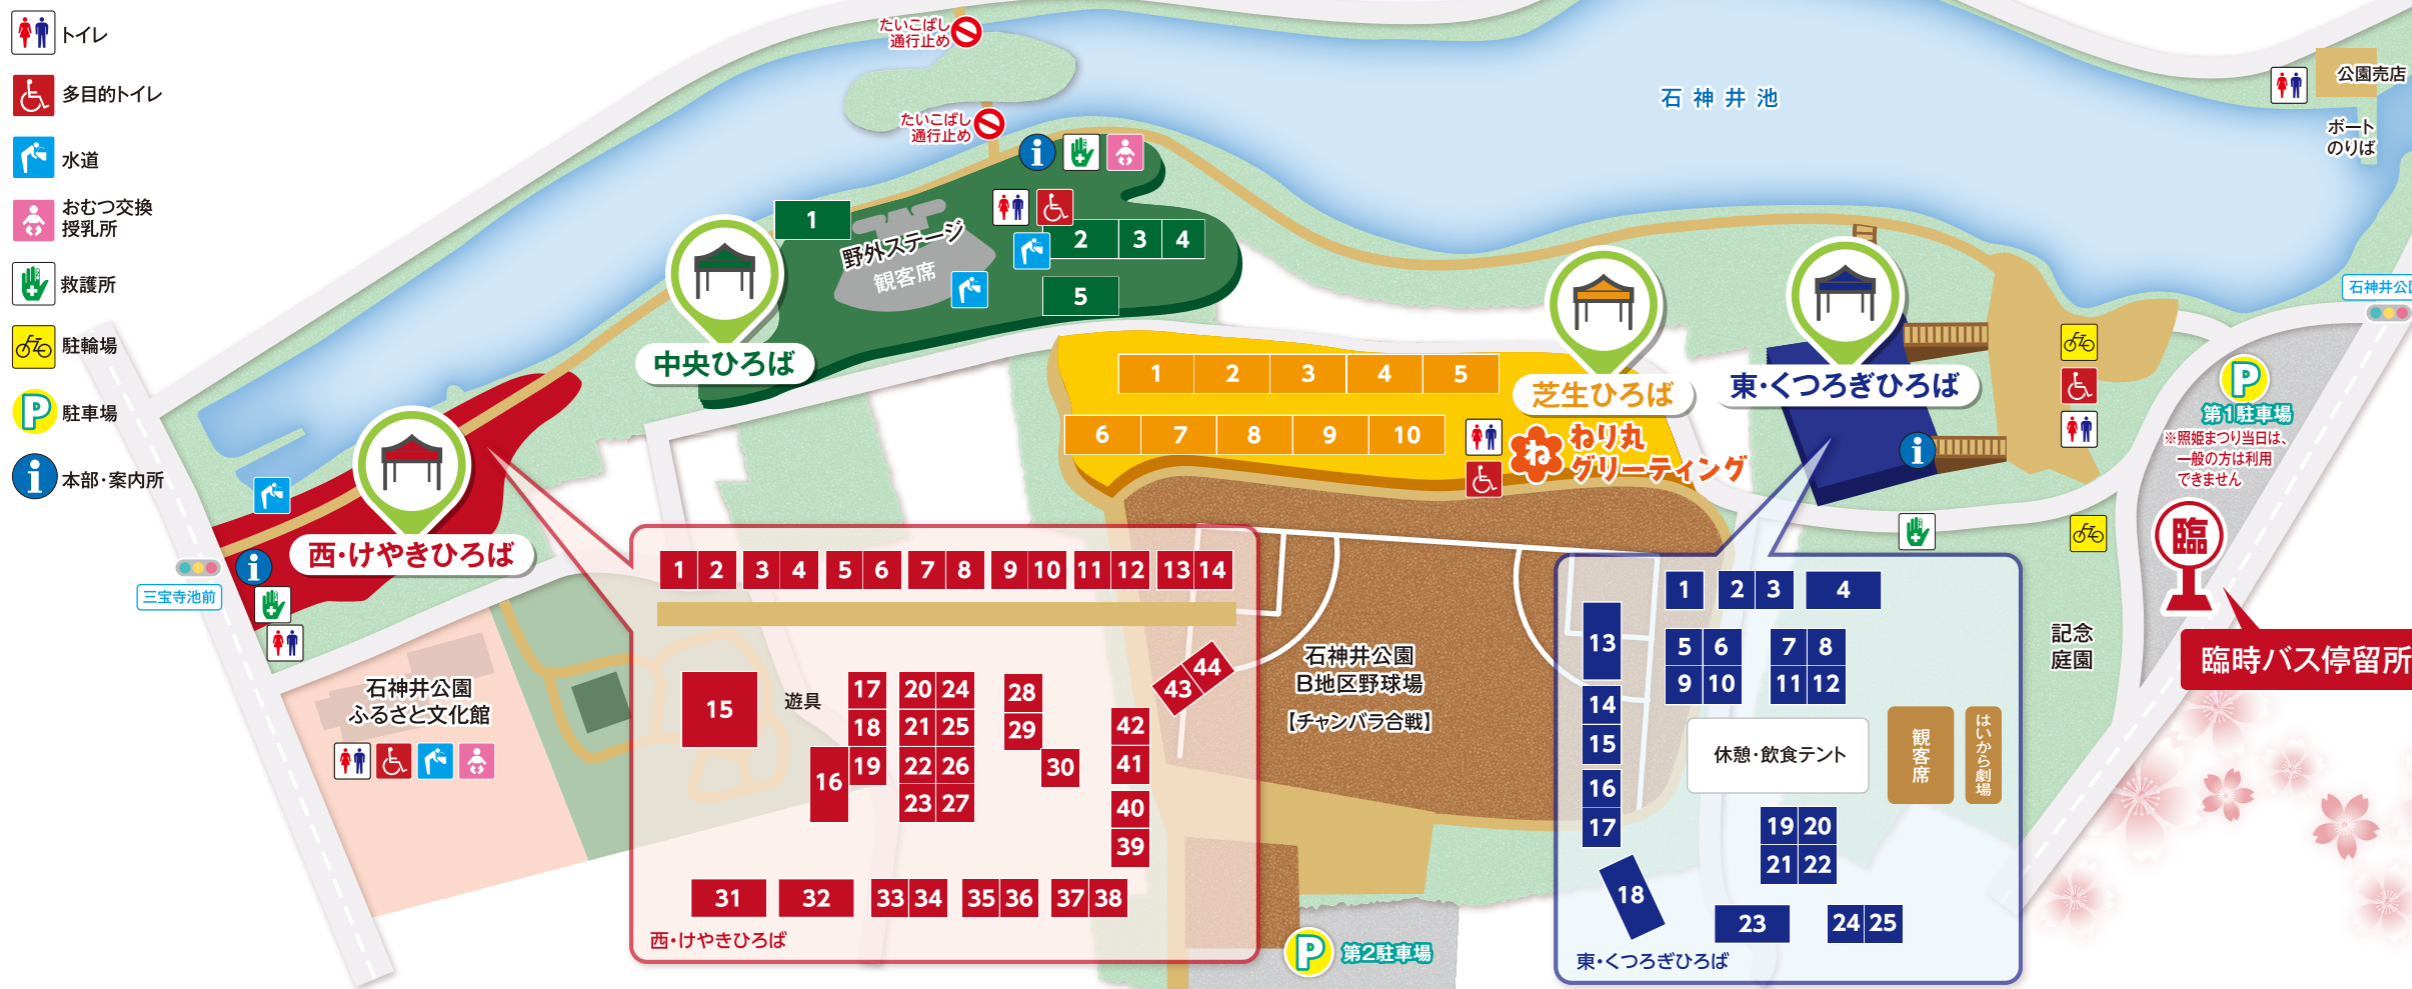 トイレ
多目的トイレ
水道
おむつ交換
授乳所
救護所
駐輪場
P
駐車場
i
本部・案内所
たいこばし
通行止め
たいこばし
通行止め
石神井池
公園売店
ボート
のりば
i
1
野外ステージ
観客席
2
3
4
5
中央ひろば
1
2
3
4
5
6
7
8
9
10
芝生ひろば
ね
ねり丸
グリーティング
東・くつろぎひろば
i
P
第1駐車場
※照姫まつり当日は、
一般の方は利用
できません
臨
臨時バス停留所
記念
庭園
西・けやきひろば
i
三宝寺池前
石神井公園
ふるさと文化館
1 2 3 4 5 6 7 8 9 10 11 12 13 14
15
遊具
16
17
18
19
20 24
21 25
22 26
23 27
28
29
30
44
43
42
41
40
39
31 32 33 34 35 36 37 38
西・けやきひろば
石神井公園
B地区野球場
【チャンバラ合戦】
P
第2駐車場
1 2 3 4
5 6 7 8
9 10 11 12
13
14
15
16
17
18
休憩・飲食テント
観客席
はいから劇場
19 20
21 22
23 24 25
東・くつろぎひろば